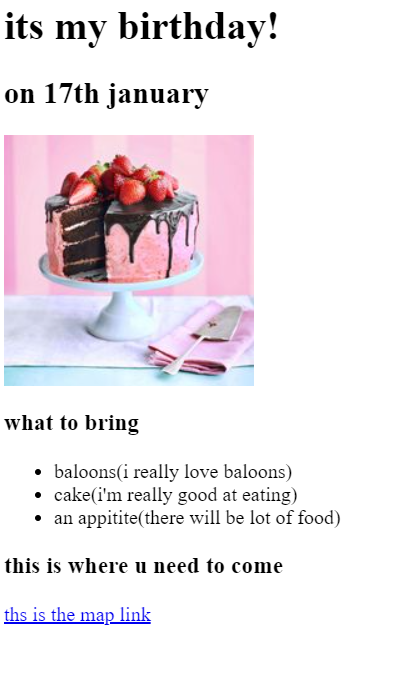 its my birthday!
on 17th january
what to bring
baloons(i really love baloons)
cake(i'm really good at eating)
an appitite(there will be lot of food)
this is where u need to come
ths is the map link